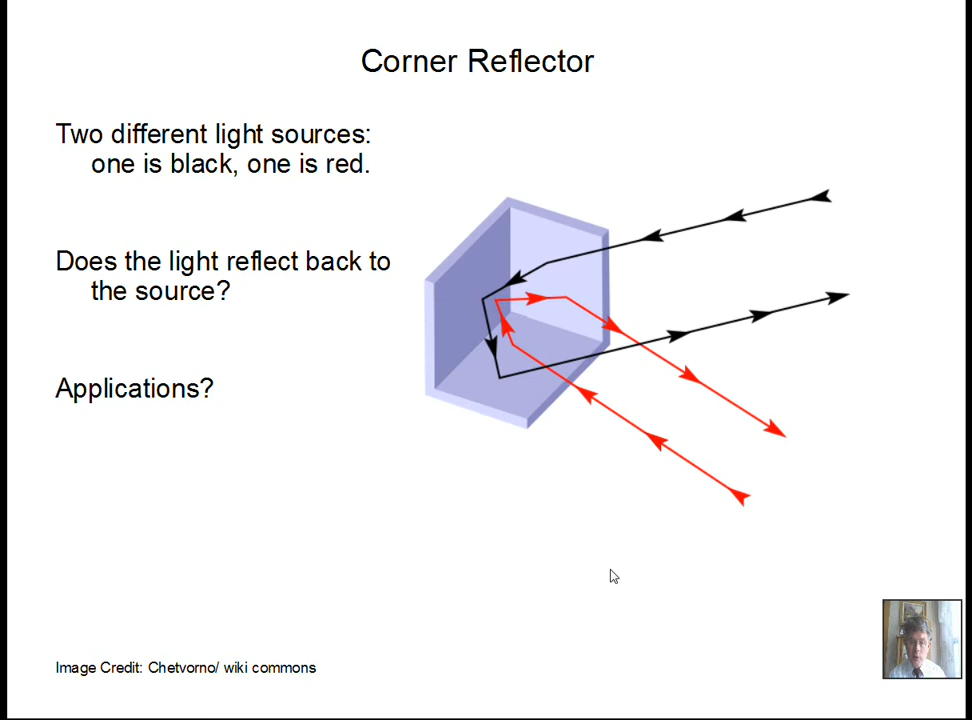 Corner Reflector
Two different light sources:
one is black, one is red.
Does the light reflect back to
the source?
Applications?
Image Credit: Chetvorno/ wiki commons